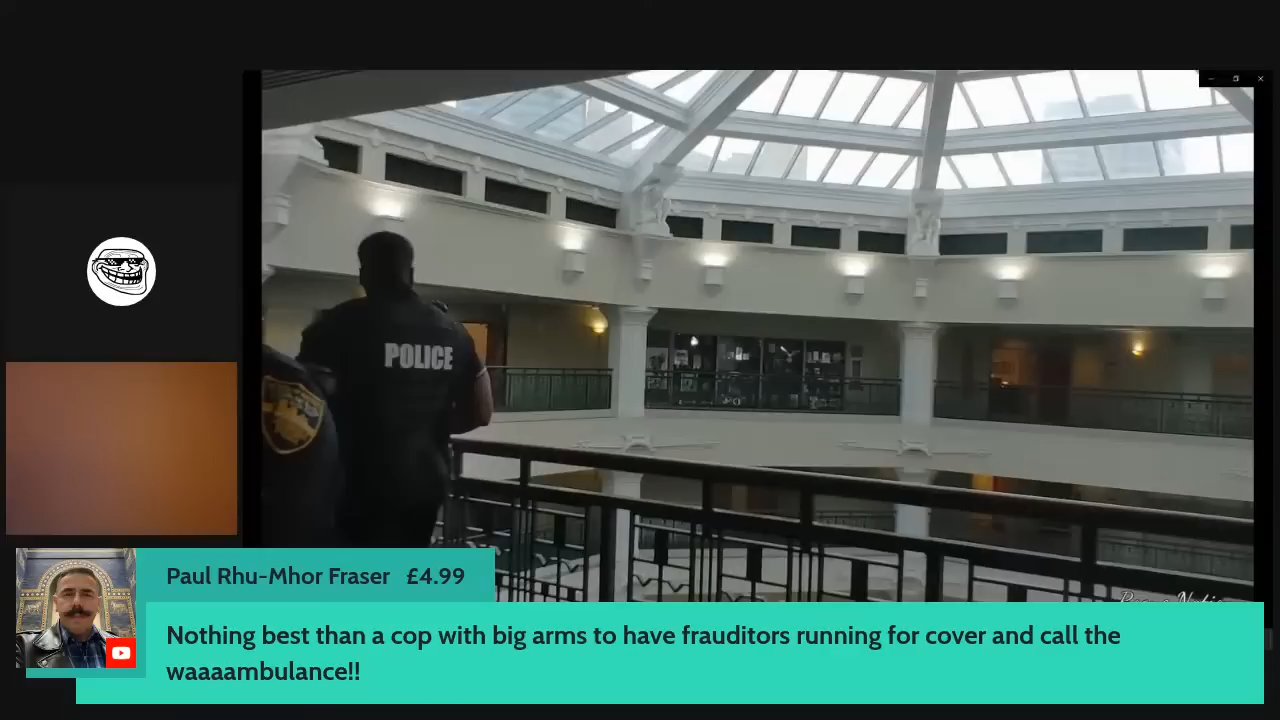 POLICE
Paul Rhu-Mhor Fraser £4.99
Nothing best than a cop with big arms to have frauditors running for cover and call the
waaaambulance!!